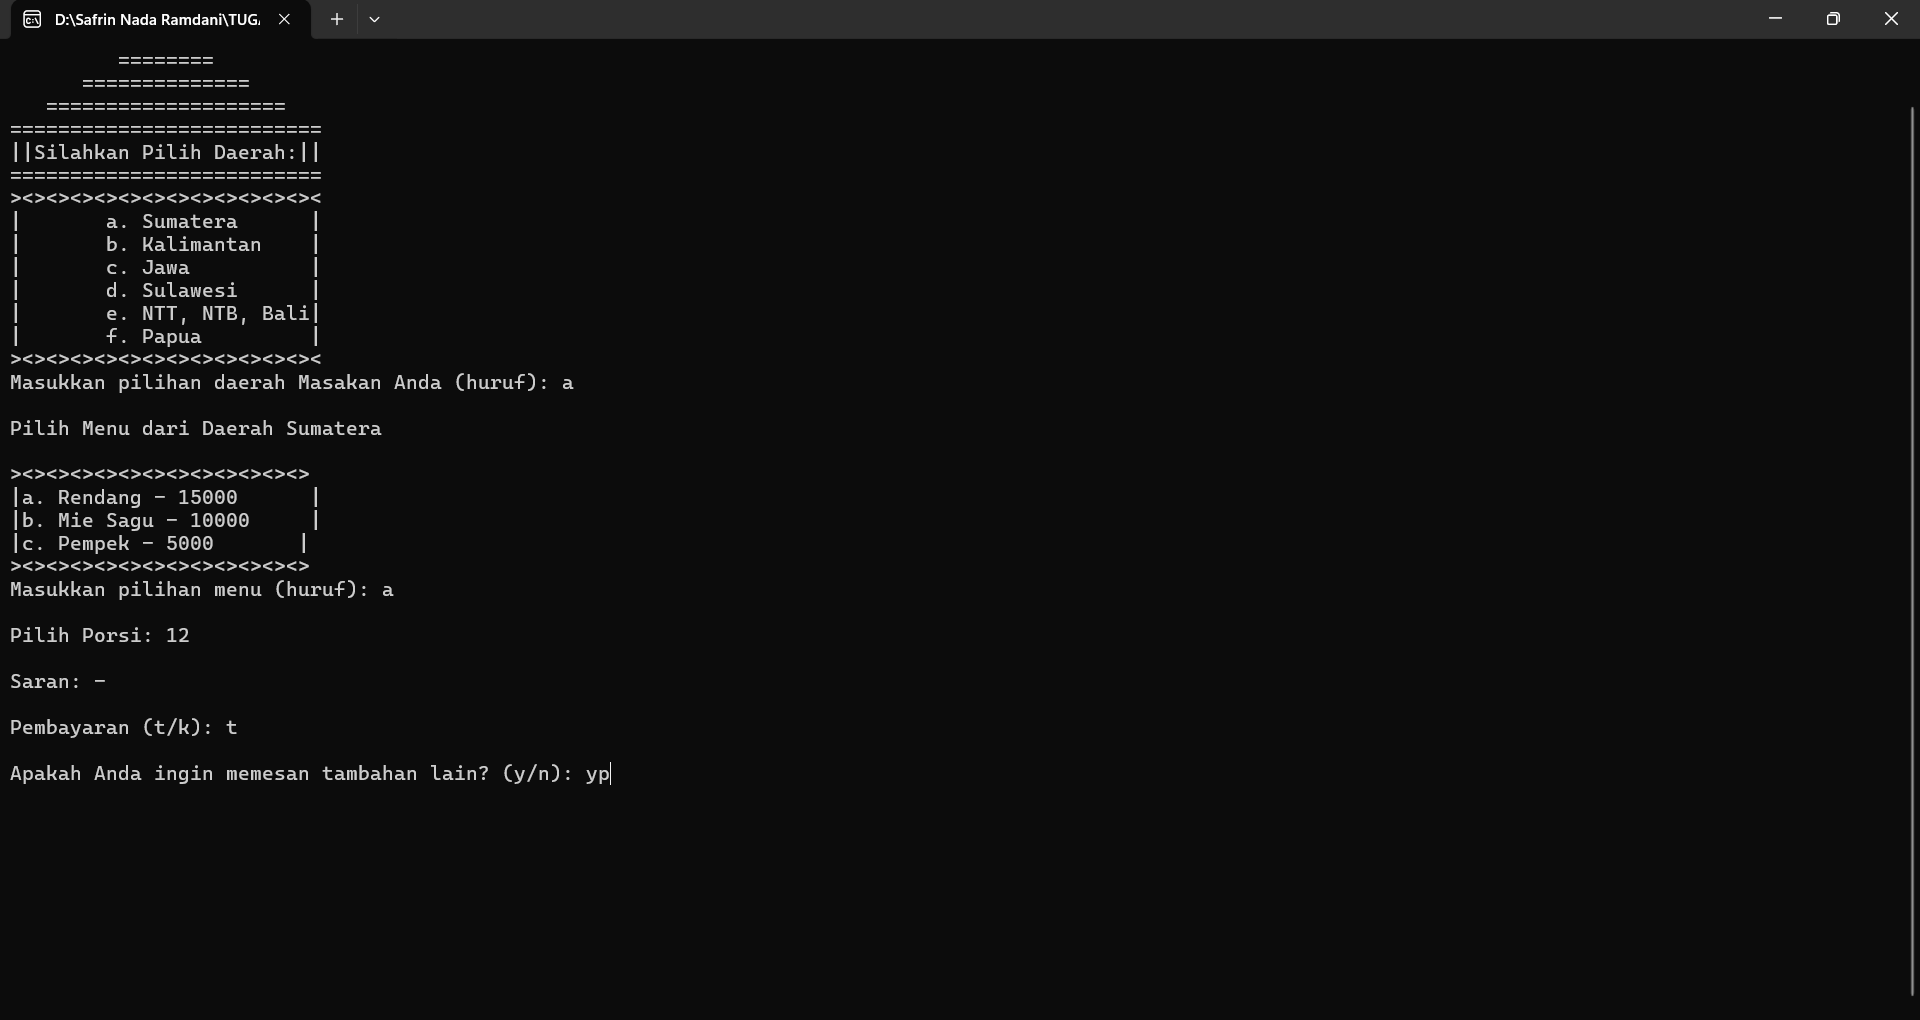 D:\Safrin Nada Ramdani\TUG
========
==============
====================
==========================
||Silahkan Pilih Daerah:||
==========================
><><><><><><><><><><><><><
|       a. Sumatera      |
|       b. Kalimantan    |
|       c. Jawa          |
|       d. Sulawesi      |
|       e. NTT, NTB, Bali|
|       f. Papua         |
><><><><><><><><><><><><><
Masukkan pilihan daerah Masakan Anda (huruf): a
Pilih Menu dari Daerah Sumatera
><><><><><><><><><><><><>
|a. Rendang - 15000      |
|b. Mie Sagu - 10000     |
|c. Pempek - 5000       |
><><><><><><><><><><><><>
Masukkan pilihan menu (huruf): a
Pilih Porsi: 12
Saran: -
Pembayaran (t/k): t
Apakah Anda ingin memesan tambahan lain? (y/n): yp